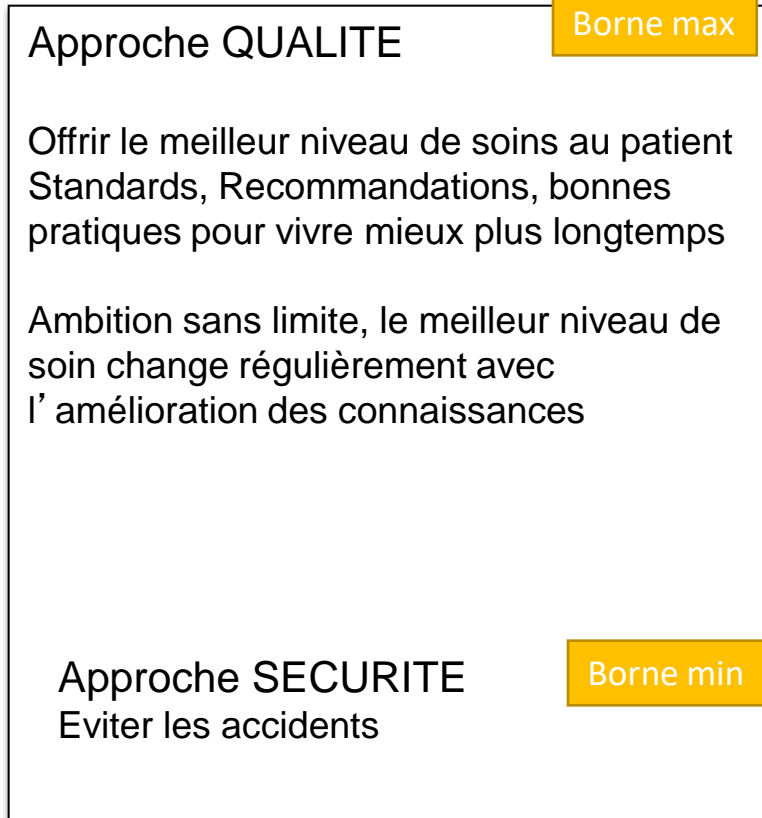 Borne max
Approche QUALITE
Offrir le meilleur niveau de soins au patient
Standards, Recommandations, bonnes
pratiques pour vivre mieux plus longtemps
Ambition sans limite, le meilleur niveau de
soin change régulièrement avec
l’ amélioration des connaissances
Approche SECURITE
Borne min
Eviter les accidents